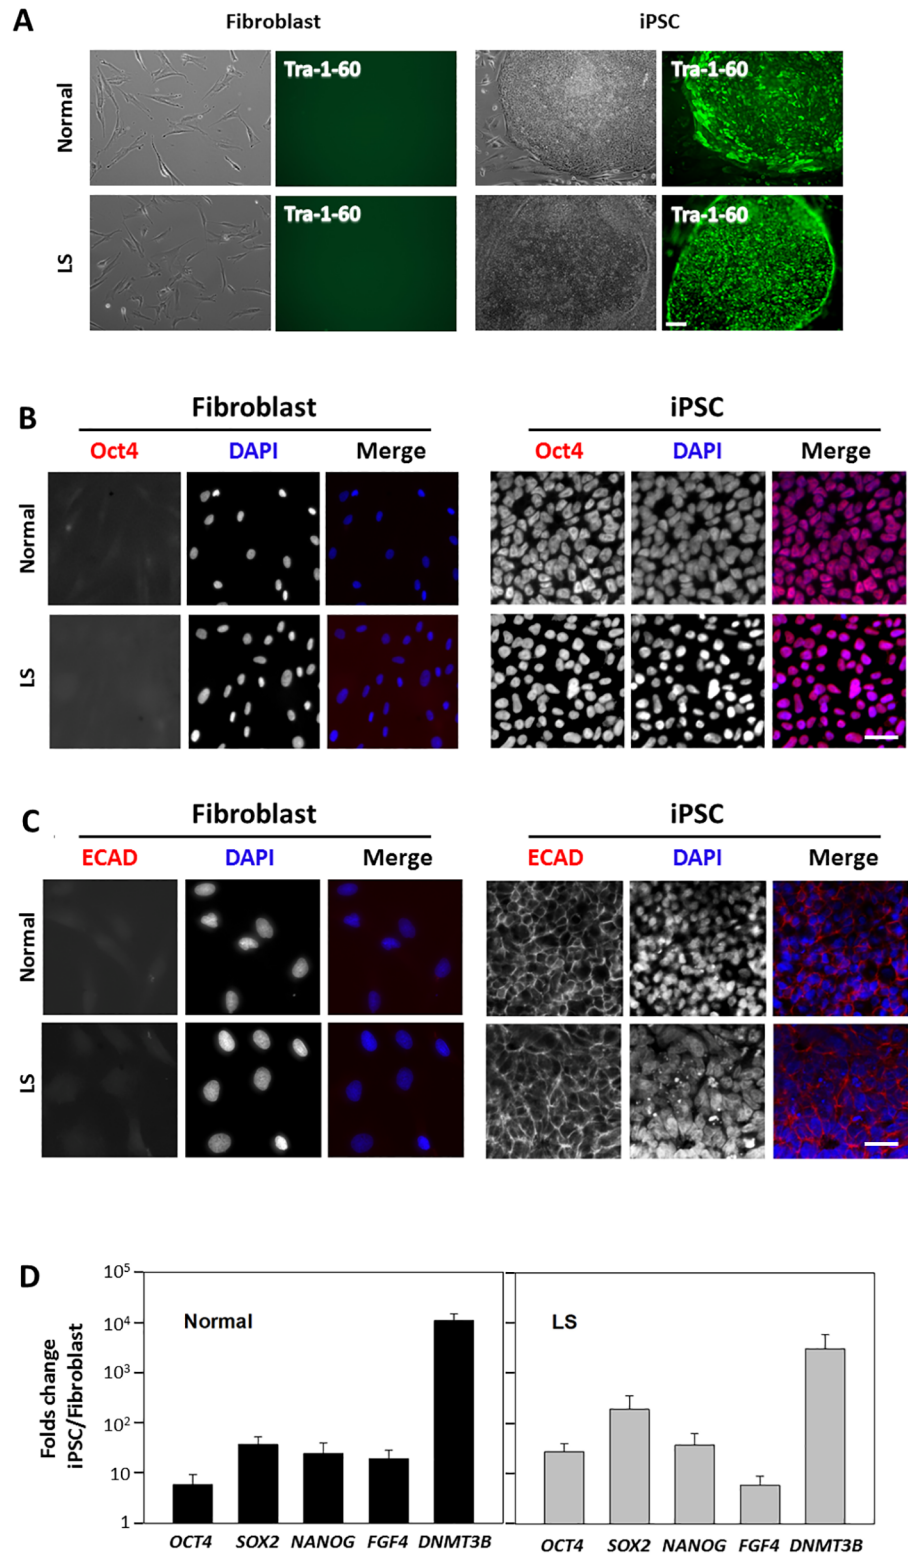 A
Fibroblast iPSC
Normal
Tra-1-60 Tra-1-60
LS
Tra-1-60 Tra-1-60
B
Fibroblast iPSC
Oct4 DAPI Merge Oct4 DAPI Merge
Normal
LS
C
Fibroblast iPSC
ECAD DAPI Merge ECAD DAPI Merge
Normal
LS
D
Folds change
iPSC/Fibroblast
10⁵
10⁴
10³
10²
10
1
Normal LS
OCT4 SOX2 NANOG FGF4 DNMT3B OCT4 SOX2 NANOG FGF4 DNMT3B